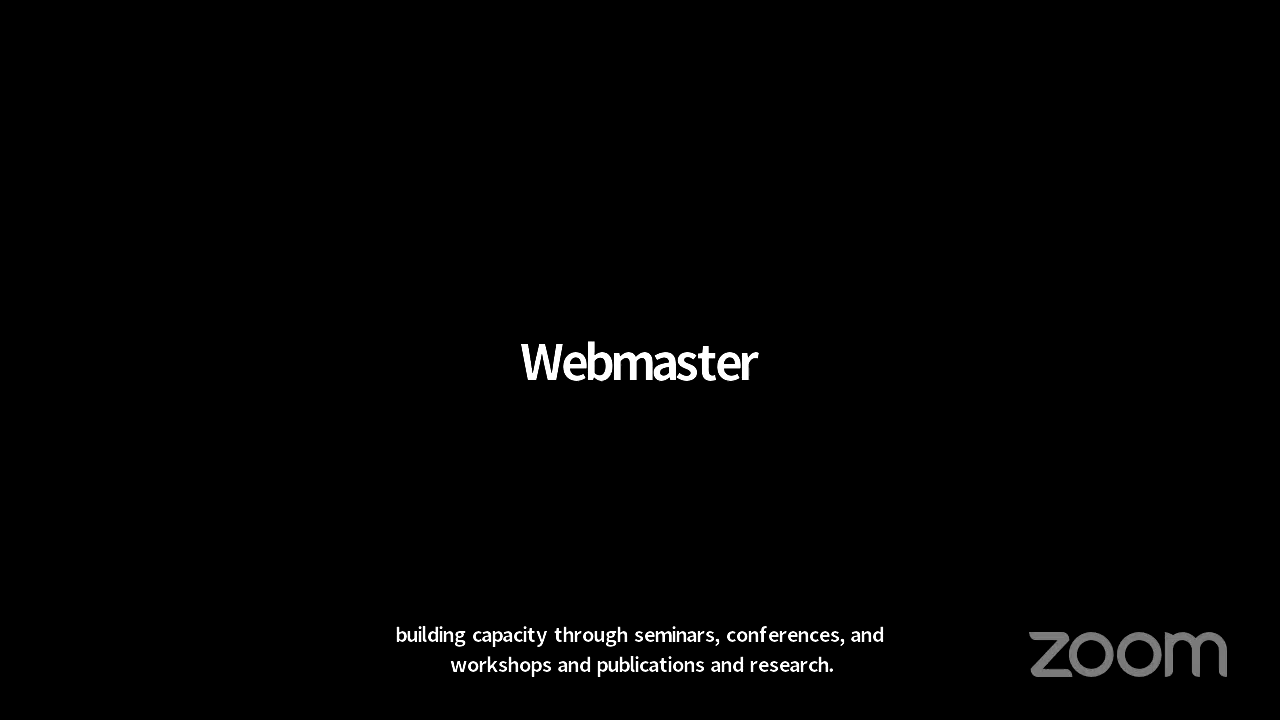 Webmaster
building capacity through seminars, conferences, and
workshops and publications and research.
zoom